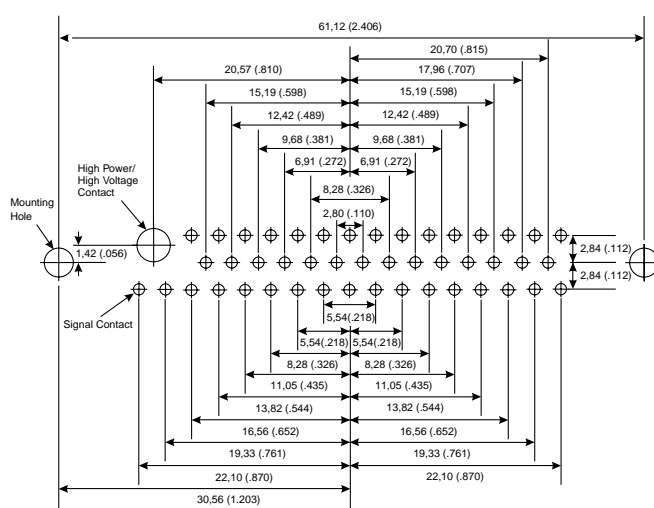 61,12 (2.406)
20,70 (.815)
20,57 (.810) 17,96 (.707)
15,19 (.598) 15,19 (.598)
12,42 (.489) 12,42 (.489)
9,68 (.381) 9,68 (.381)
6,91 (.272) 6,91 (.272)
High Power/
High Voltage
Contact
8,28 (.326)
Mounting
Hole
2,80 (.110)
1,42 (.056)
2,84 (.112)
2,84 (.112)
Signal Contact
5,54(.218)
5,54(.218) 5,54(.218)
8,28 (.326) 8,28 (.326)
11,05 (.435) 11,05 (.435)
13,82 (.544) 13,82 (.544)
16,56 (.652) 16,56 (.652)
19,33 (.761) 19,33 (.761)
22,10 (.870) 22,10 (.870)
30,56 (1.203)